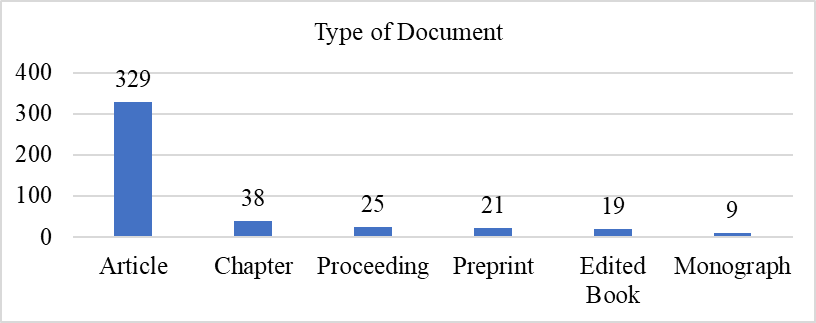 Type of Document
400
300
200
100
0
329
38
25
21
19
9
Article
Chapter
Proceeding
Preprint
Edited
Book
Monograph